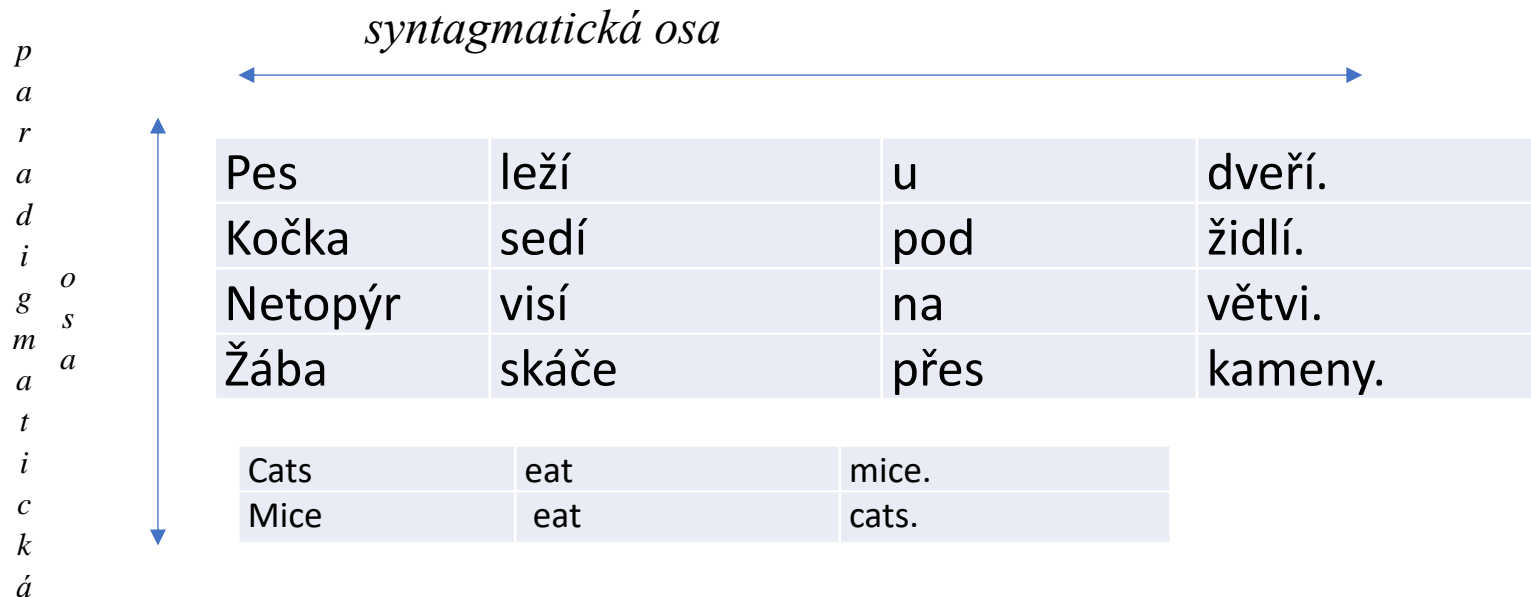 syntagmatická osa
paradigmatická
osa
Pes leží u dveří.
Kočka sedí pod židlí.
Netopýr visí na větvi.
Žába skáče přes kameny.
Cats eat mice.
Mice eat cats.